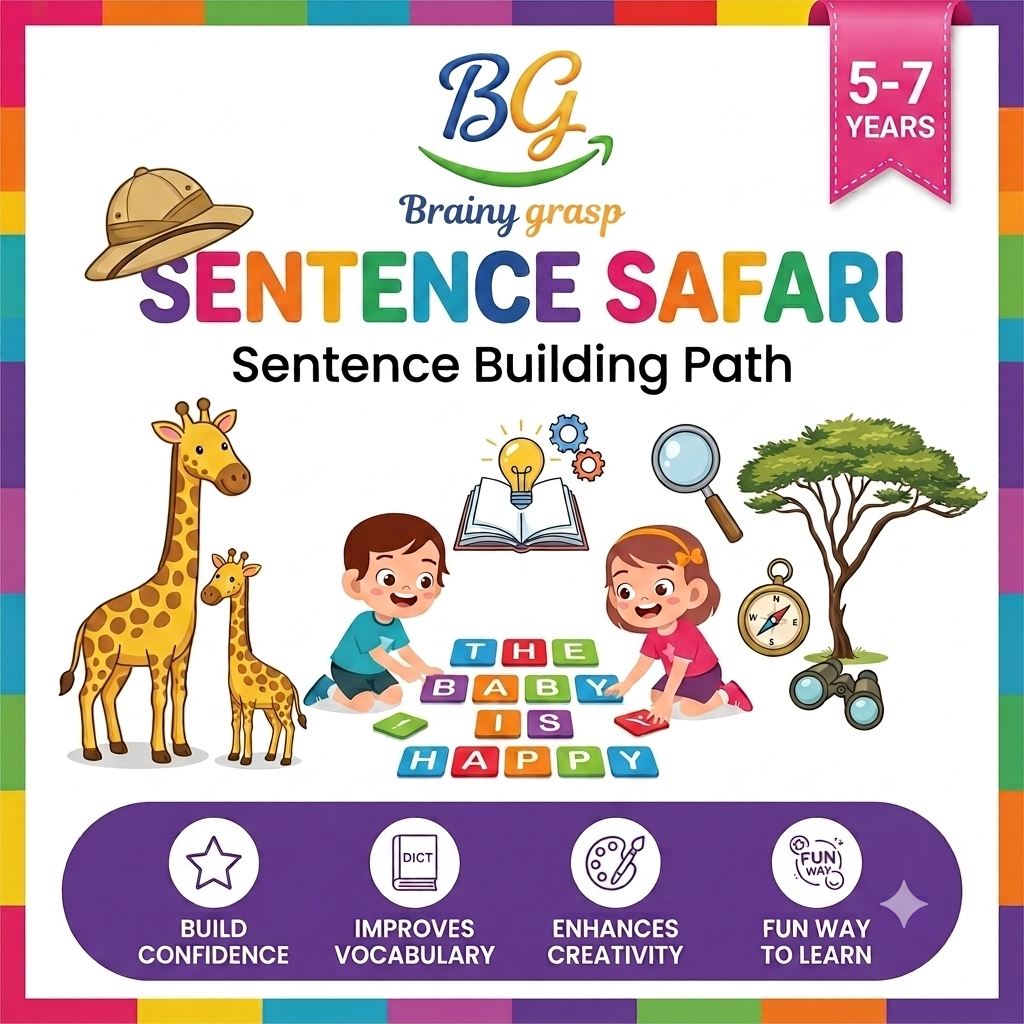 BG
5-7
YEARS
Brainy grasp
SENTENCE SAFARI
Sentence Building Path
N
W E
S
THE
BABY
IS
HAPPY
DICT
FUN
WAY
BUILD
CONFIDENCE
IMPROVES
VOCABULARY
ENHANCES
CREATIVITY
FUN WAY
TO LEARN